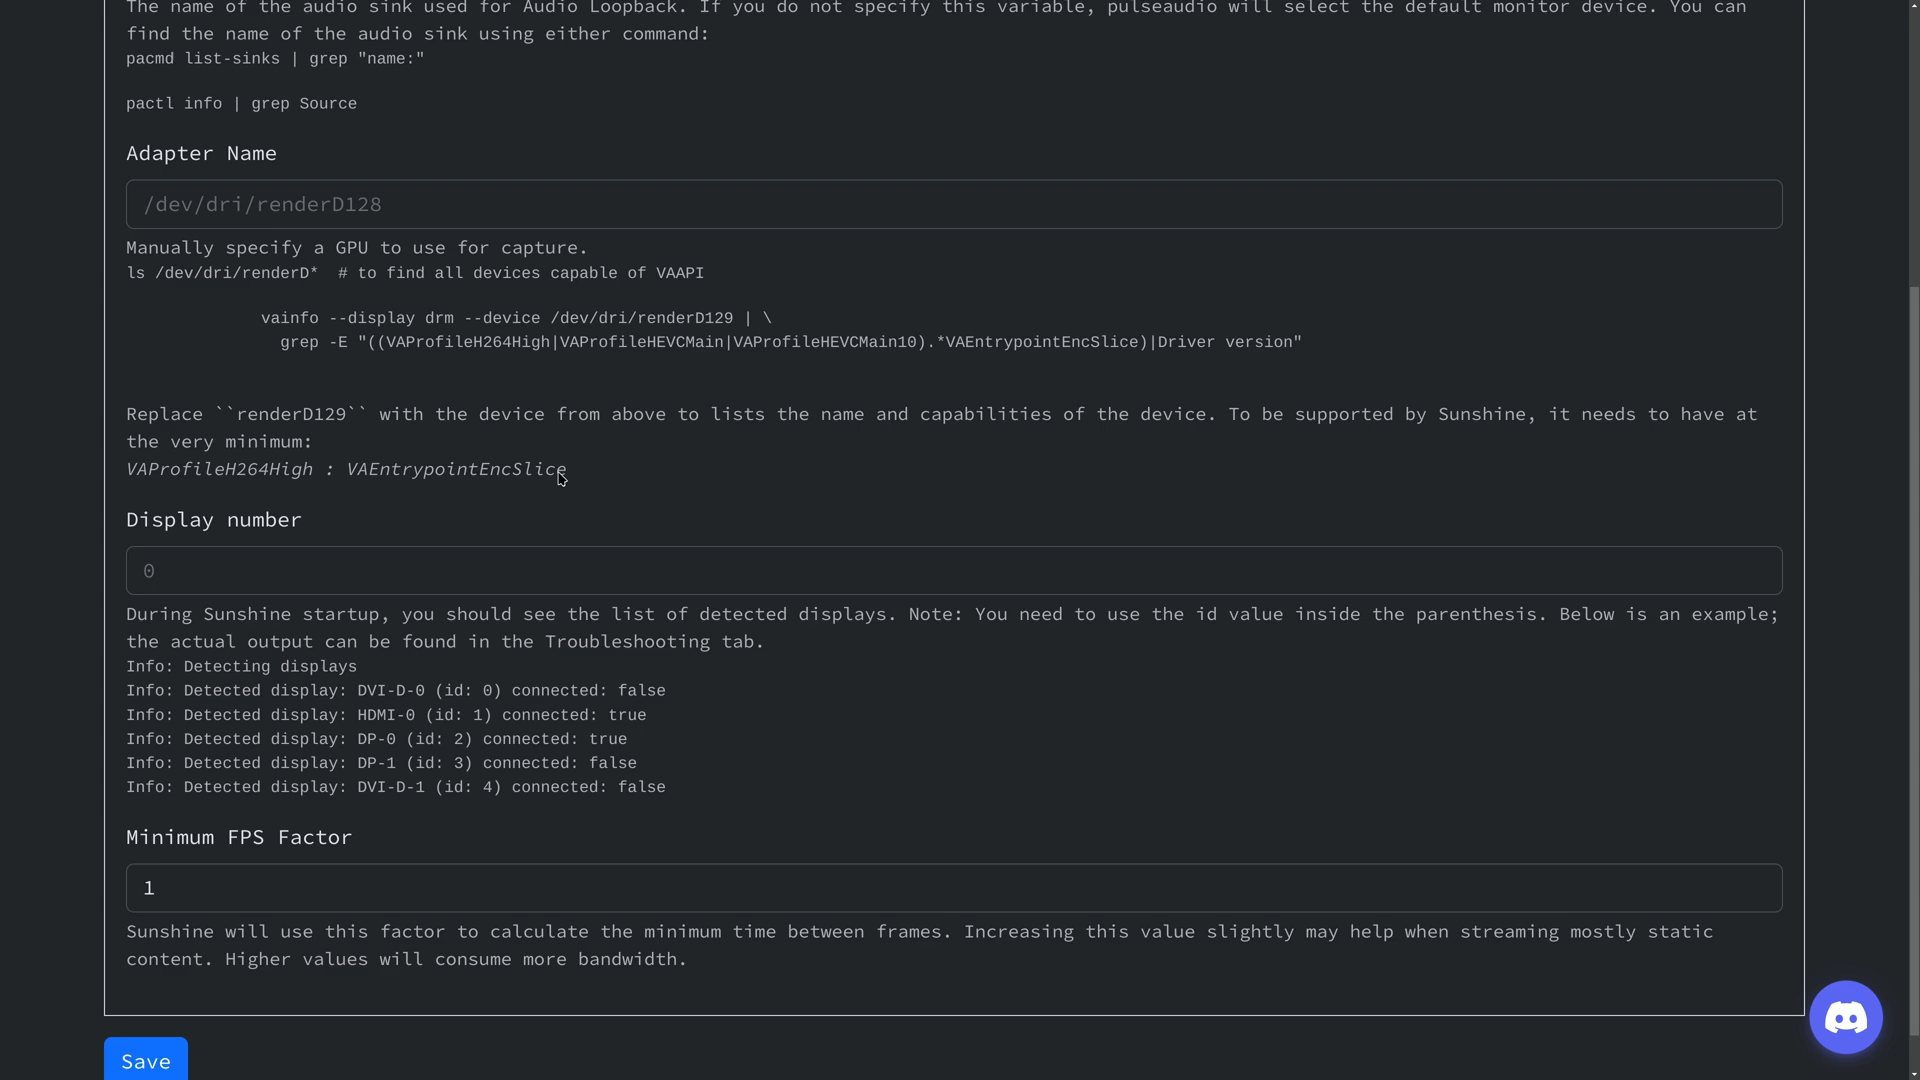 The name of the audio sink used for Audio Loopback. If you do not specify this variable, pulseaudio will select the default monitor device. You can
find the name of the audio sink using either command:
pacmd list-sinks | grep "name:"
pactl info | grep Source
Adapter Name
/dev/dri/renderD128
Manually specify a GPU to use for capture.
ls /dev/dri/renderD*  # to find all devices capable of VAAPI
vainfo --display drm --device /dev/dri/renderD129 | \
grep -E "((VAProfileH264High|VAProfileHEVCMain|VAProfileHEVCMain10).*VAEntrypointEncSlice)|Driver version"
Replace ``renderD129`` with the device from above to lists the name and capabilities of the device. To be supported by Sunshine, it needs to have at
the very minimum:
VAProfileH264High : VAEntrypointEncSlice
Display number
0
During Sunshine startup, you should see the list of detected displays. Note: You need to use the id value inside the parenthesis. Below is an example;
the actual output can be found in the Troubleshooting tab.
Info: Detecting displays
Info: Detected display: DVI-D-0 (id: 0) connected: false
Info: Detected display: HDMI-0 (id: 1) connected: true
Info: Detected display: DP-0 (id: 2) connected: true
Info: Detected display: DP-1 (id: 3) connected: false
Info: Detected display: DVI-D-1 (id: 4) connected: false
Minimum FPS Factor
1
Sunshine will use this factor to calculate the minimum time between frames. Increasing this value slightly may help when streaming mostly static
content. Higher values will consume more bandwidth.
Save